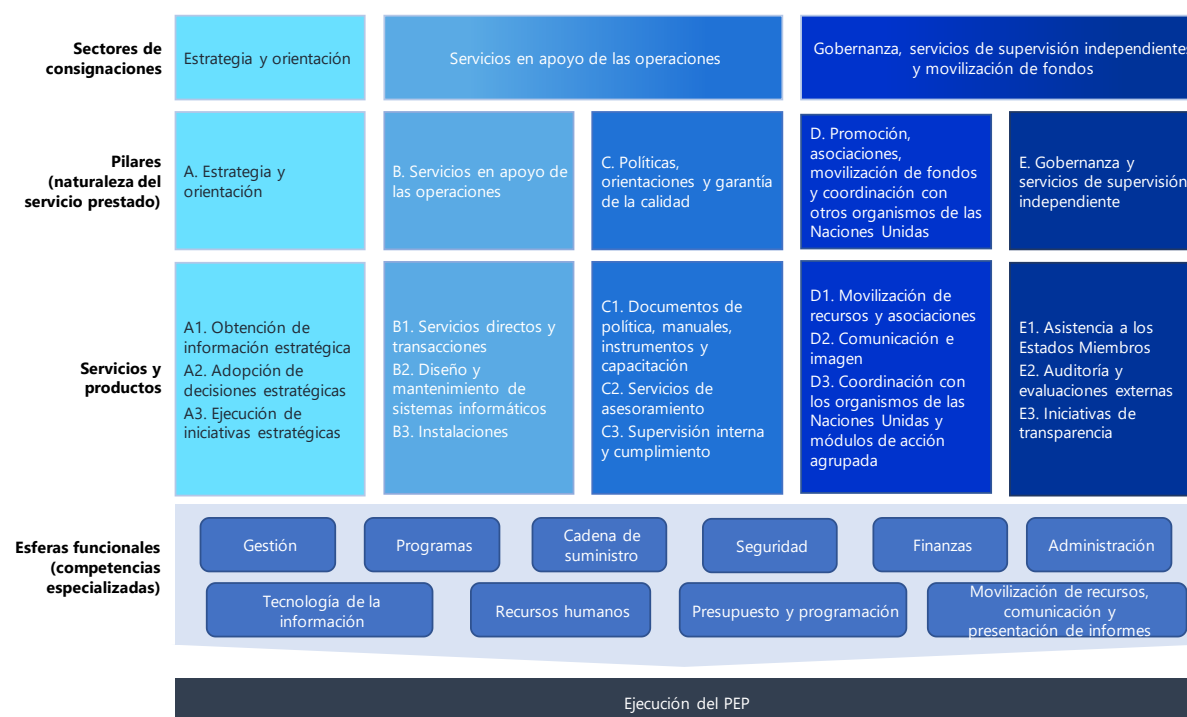 Sectores de
consignaciones
Estrategia y orientación
Servicios en apoyo de las operaciones
Gobernanza, servicios de supervisión independientes
y movilización de fondos
Pilares
(naturaleza del
servicio prestado)
A. Estrategia y
orientación
B. Servicios en apoyo de
las operaciones
C. Políticas,
orientaciones y garantía
de la calidad
D. Promoción,
asociaciones,
movilización de fondos
y coordinación con
otros organismos de las
Naciones Unidas
E. Gobernanza y
servicios de supervisión
independiente
Servicios y
productos
A1. Obtención de
información estratégica
A2. Adopción de
decisiones estratégicas
A3. Ejecución de
iniciativas estratégicas
B1. Servicios directos y
transacciones
B2. Diseño y
mantenimiento de
sistemas informáticos
B3. Instalaciones
C1. Documentos de
política, manuales,
instrumentos y
capacitación
C2. Servicios de
asesoramiento
C3. Supervisión interna
y cumplimiento
D1. Movilización de
recursos y asociaciones
D2. Comunicación e
imagen
D3. Coordinación con
los organismos de las
Naciones Unidas y
módulos de acción
agrupada
E1. Asistencia a los
Estados Miembros
E2. Auditoría y
evaluaciones externas
E3. Iniciativas de
transparencia
Esferas funcionales
(competencias
especializadas)
Gestión
Programas
Cadena de
suministro
Seguridad
Finanzas
Administración
Tecnología de la
información
Recursos humanos
Presupuesto y programación
Movilización de recursos,
comunicación y
presentación de informes
Ejecución del PEP